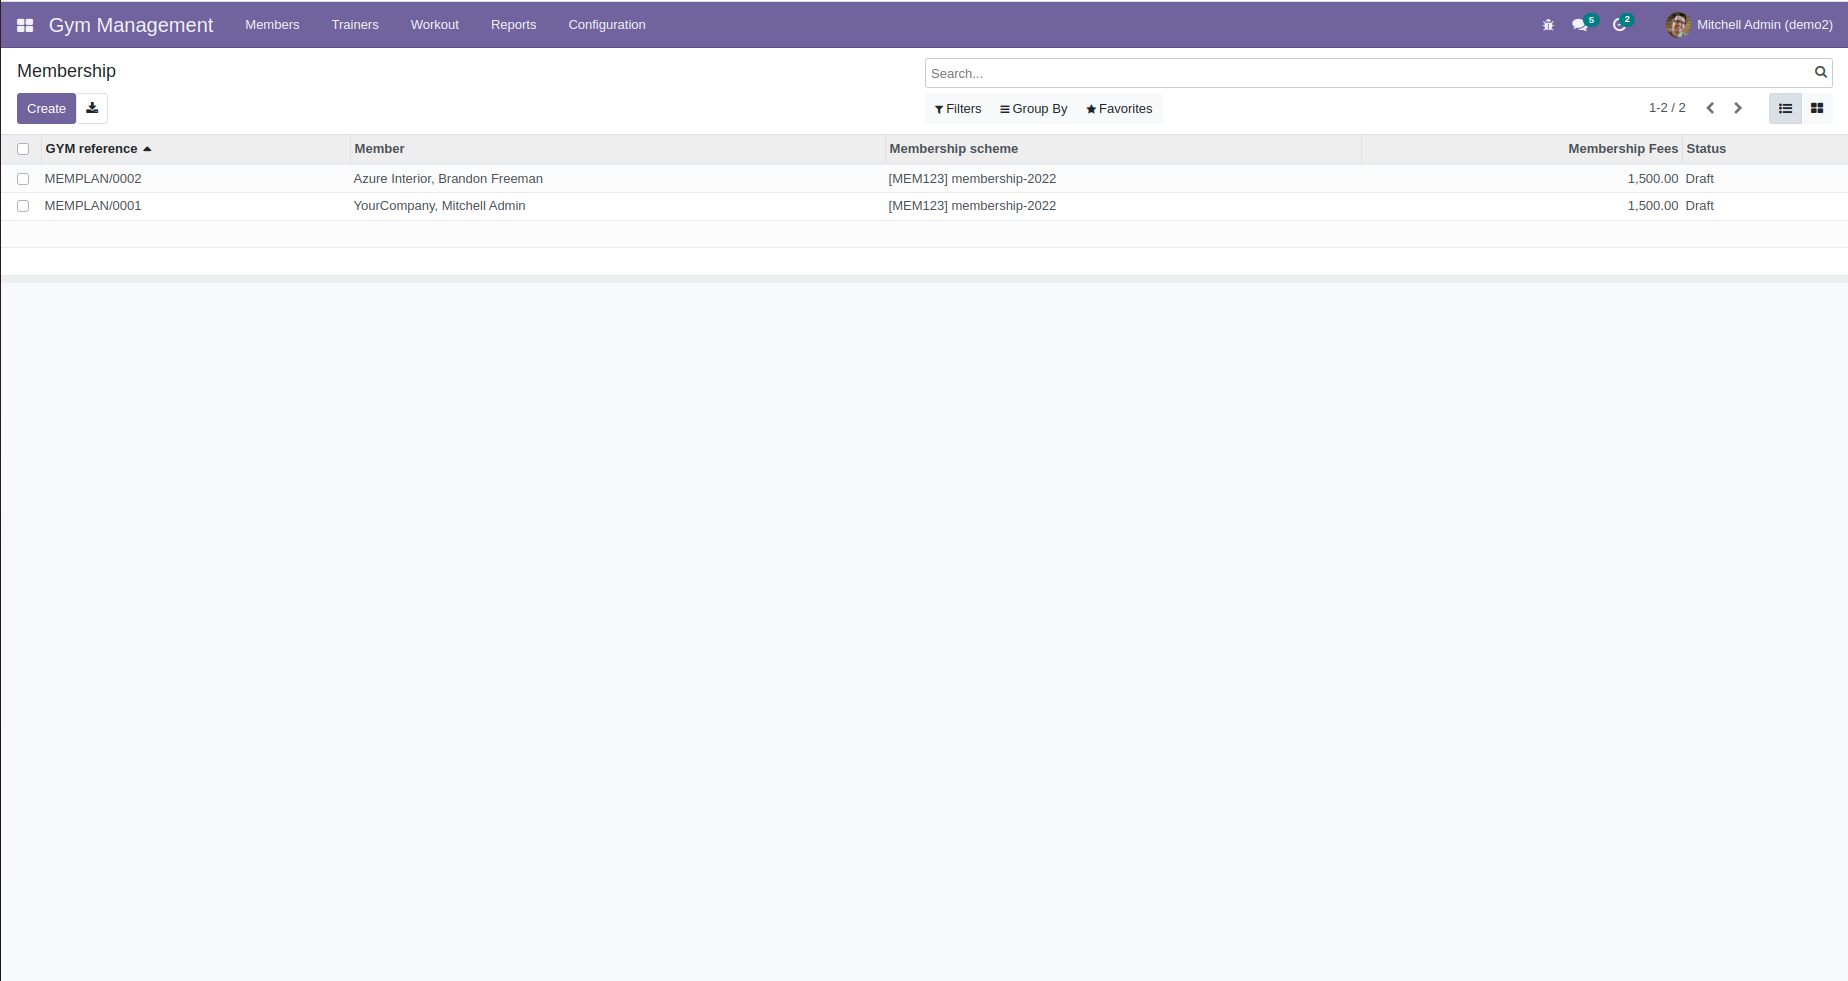 Gym Management Members Trainers Workout Reports Configuration 5 2 Mitchell Admin (demo2)
Membership Search...
Create Filters Group By Favorites 1-2 / 2
GYM reference Member Membership scheme Membership Fees Status
MEMPLAN/0002 Azure Interior, Brandon Freeman [MEM123] membership-2022 1,500.00 Draft
MEMPLAN/0001 YourCompany, Mitchell Admin [MEM123] membership-2022 1,500.00 Draft